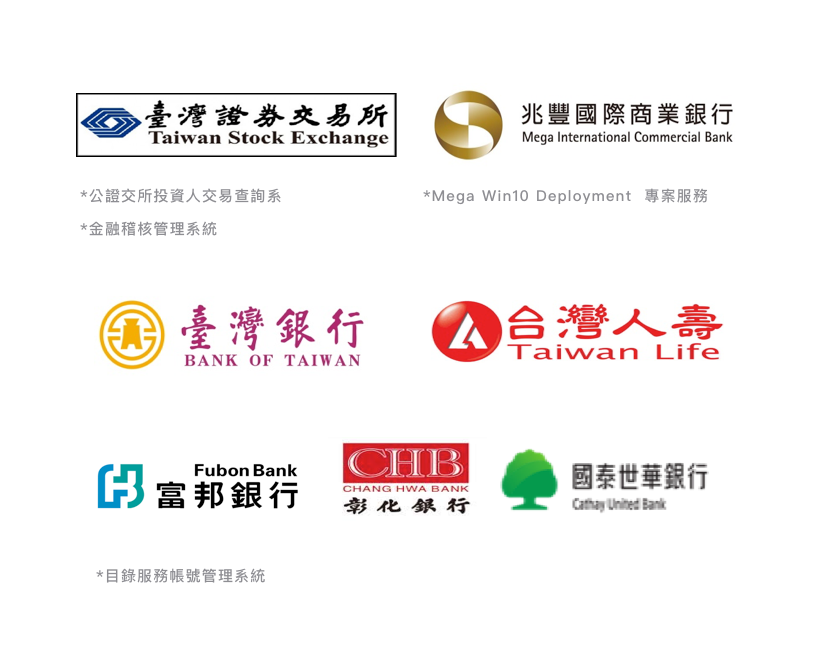 臺灣證券交易所
Taiwan Stock Exchange
兆豐國際商業銀行
Mega International Commercial Bank
*公證交所投資人交易查詢系
*Mega Win10 Deployment 專案服務
*金融稽核管理系統
臺灣銀行
BANK OF TAIWAN
台灣人壽
Taiwan Life
Fubon Bank
富邦銀行
CHB
CHANG HWA BANK
彰化銀行
國泰世華銀行
Cathay United Bank
*目錄服務帳號管理系統